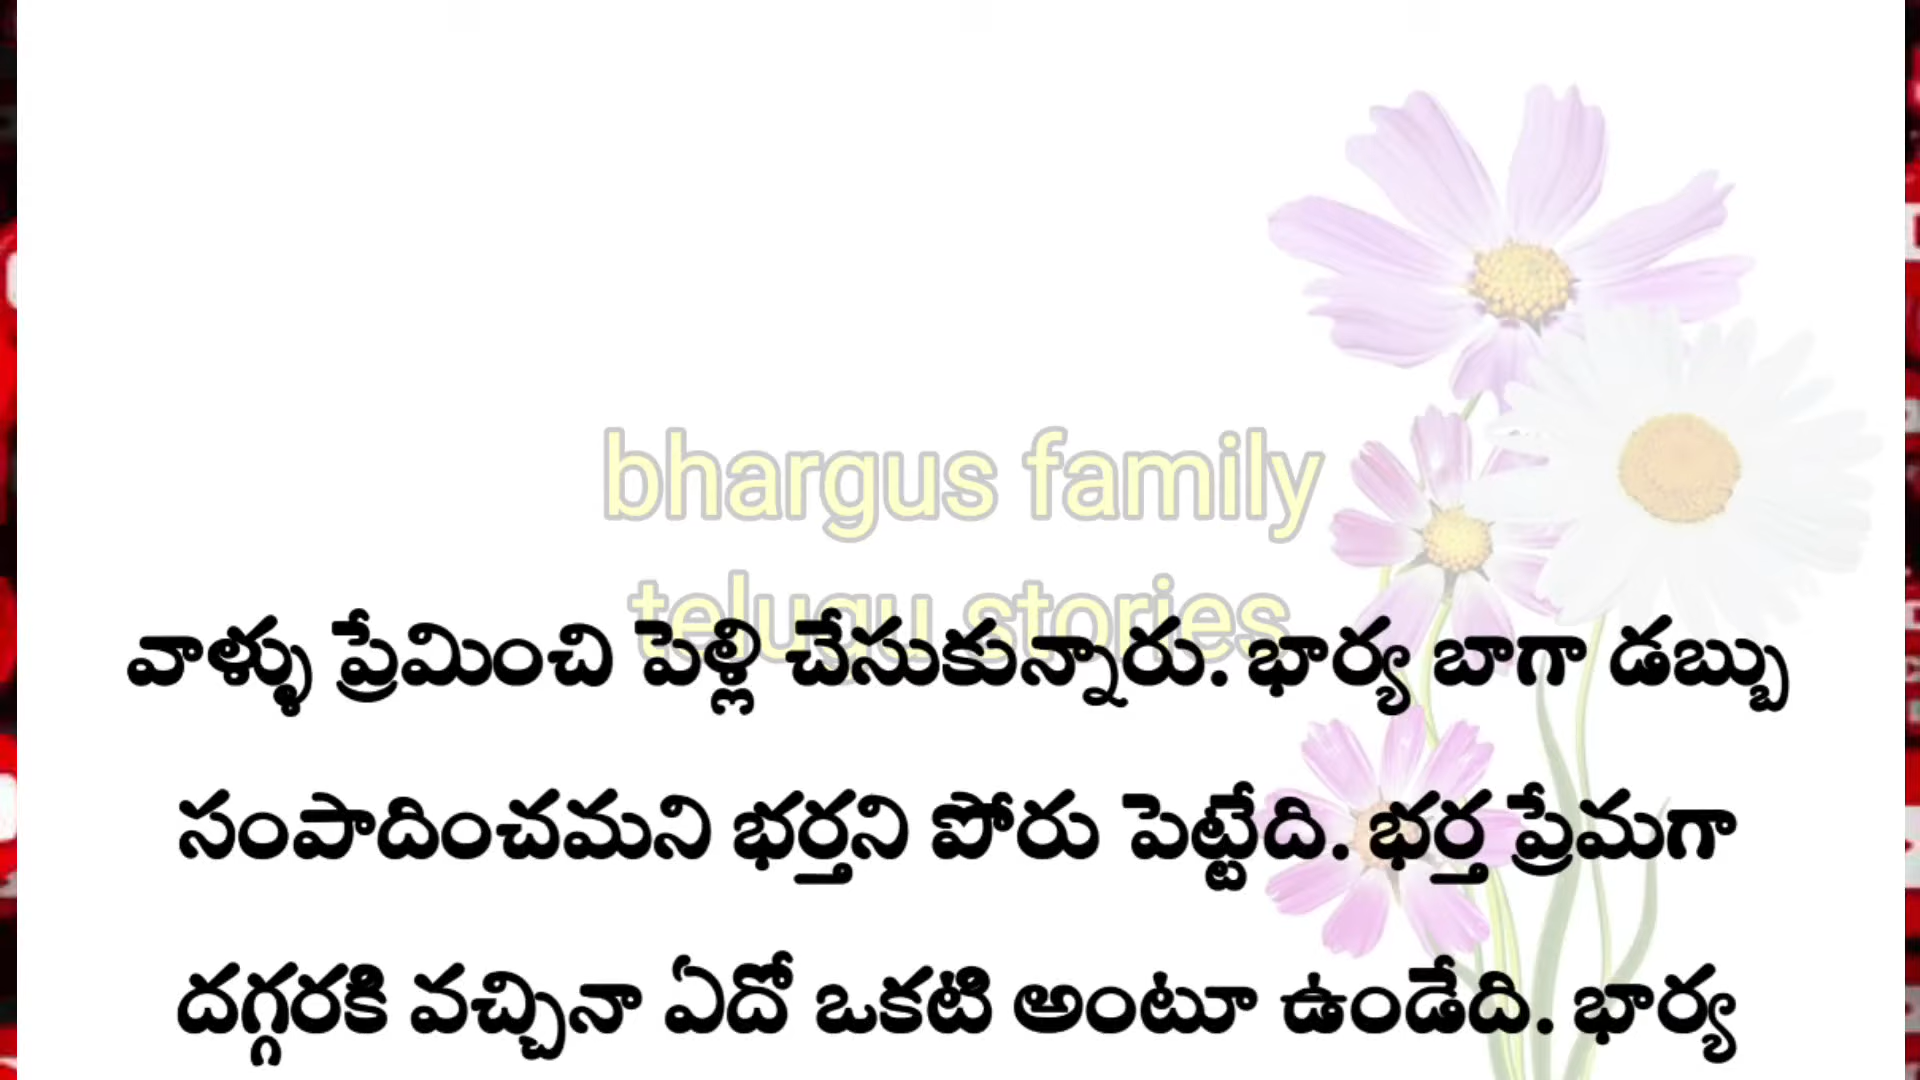 bhargus family
telugu stories
వాళ్ళు ప్రేమించి పెళ్లి చేసుకున్నారు. భార్య బాగా డబ్బు
సంపాదించమని భర్తని పోరు పెట్టేది. భర్త ప్రేమగా
దగ్గరకి వచ్చినా ఏదో ఒకటి అంటూ ఉండేది. భార్య